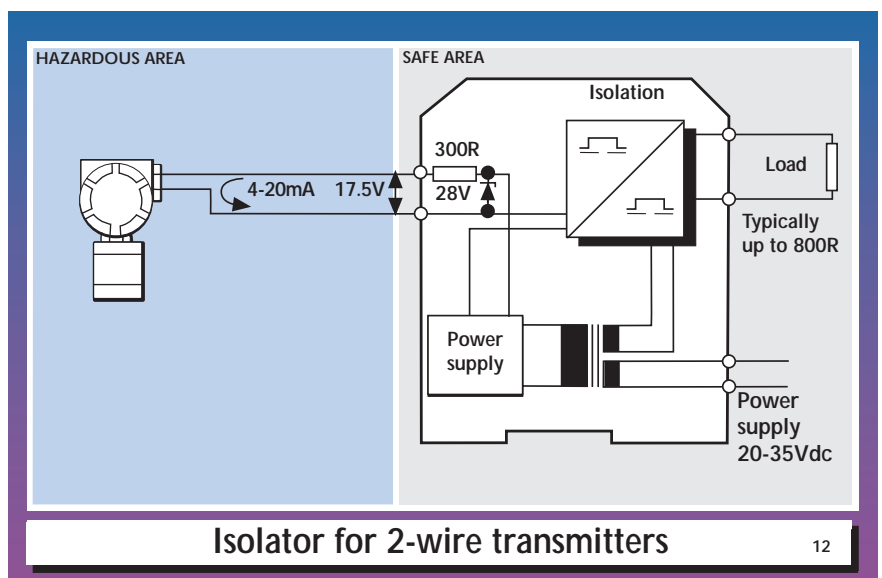 HAZARDOUS AREA
SAFE AREA
Isolation
300R
4-20mA
17.5V
28V
Load
Typically
up to 800R
Power
supply
Power
supply
20-35Vdc
Isolator for 2-wire transmitters
12